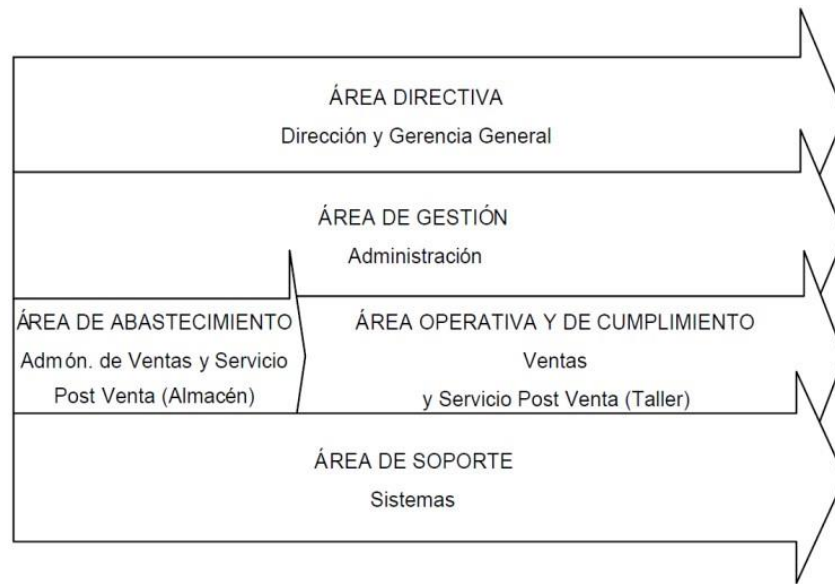 ÁREA DIRECTIVA
Dirección y Gerencia General
ÁREA DE GESTIÓN
Administración
ÁREA DE ABASTECIMIENTO
Admón. de Ventas y Servicio
Post Venta (Almacén)
ÁREA OPERATIVA Y DE CUMPLIMIENTO
Ventas
y Servicio Post Venta (Taller)
ÁREA DE SOPORTE
Sistemas